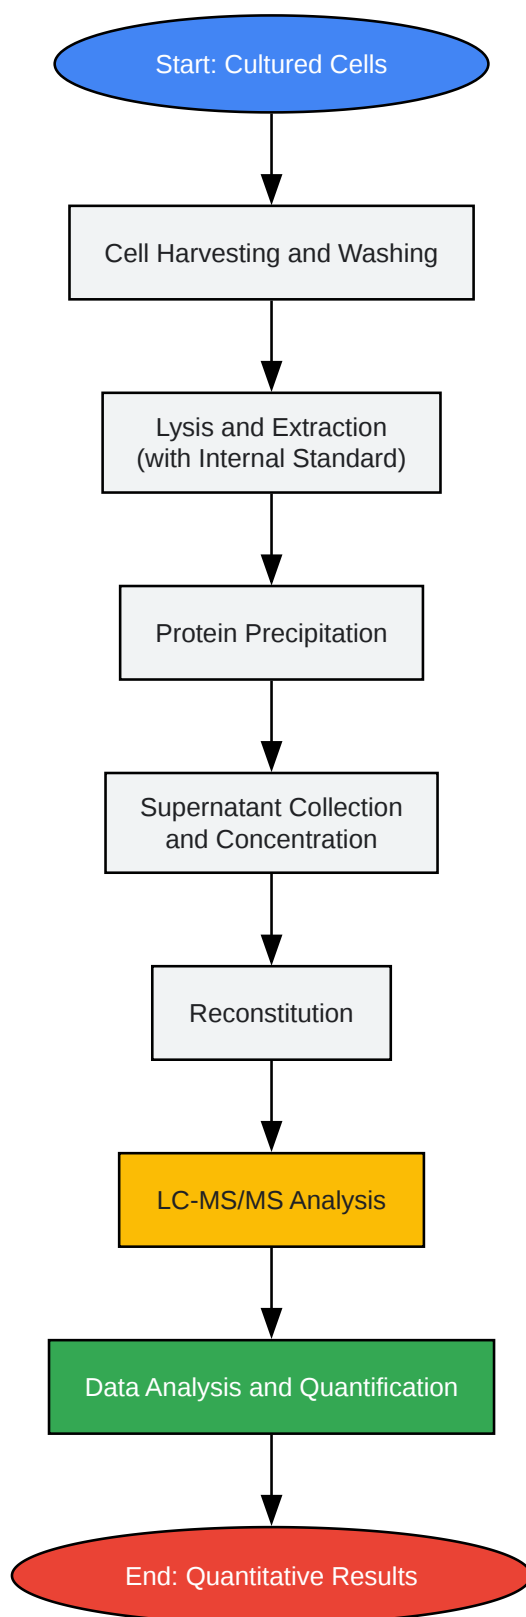 Start: Cultured Cells
Cell Harvesting and Washing
Lysis and Extraction
(with Internal Standard)
Protein Precipitation
Supernatant Collection
and Concentration
Reconstitution
LC-MS/MS Analysis
Data Analysis and Quantification
End: Quantitative Results